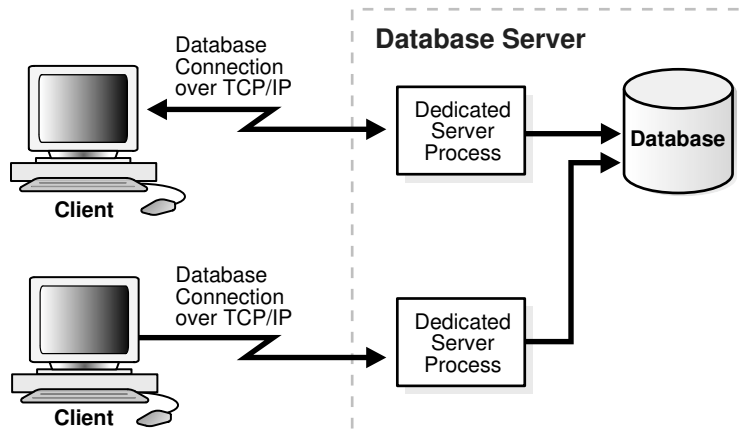 Database
Connection
over TCP/IP
Database Server
Dedicated
Server
Process
Database
Client
Database
Connection
over TCP/IP
Dedicated
Server
Process
Client